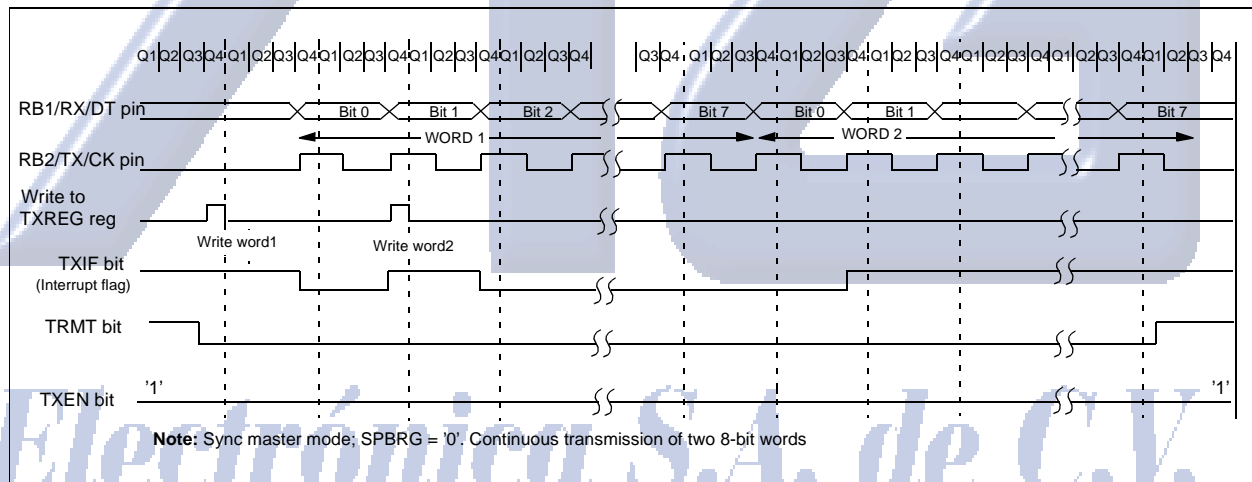 Q1 Q2 Q3 Q4 Q1 Q2 Q3 Q4 Q1 Q2 Q3 Q4 Q1 Q2 Q3 Q4 Q1 Q2 Q3 Q4 Q3 Q4 Q1 Q2 Q3 Q4 Q1 Q2 Q3 Q4 Q1 Q2 Q3 Q4 Q1 Q2 Q3 Q4 Q1 Q2 Q3 Q4 Q1 Q2 Q3 Q4
RB1/RX/DT pin Bit 0 Bit 1 Bit 2 Bit 7 Bit 0 Bit 1 Bit 7
WORD 1 WORD 2
RB2/TX/CK pin
Write to
TXREG reg
Write word1 Write word2
TXIF bit
(Interrupt flag)
TRMT bit
'1' '1'
TXEN bit
Note: Sync master mode; SPBRG = '0'. Continuous transmission of two 8-bit words
Electrónica S.A. de C.V.